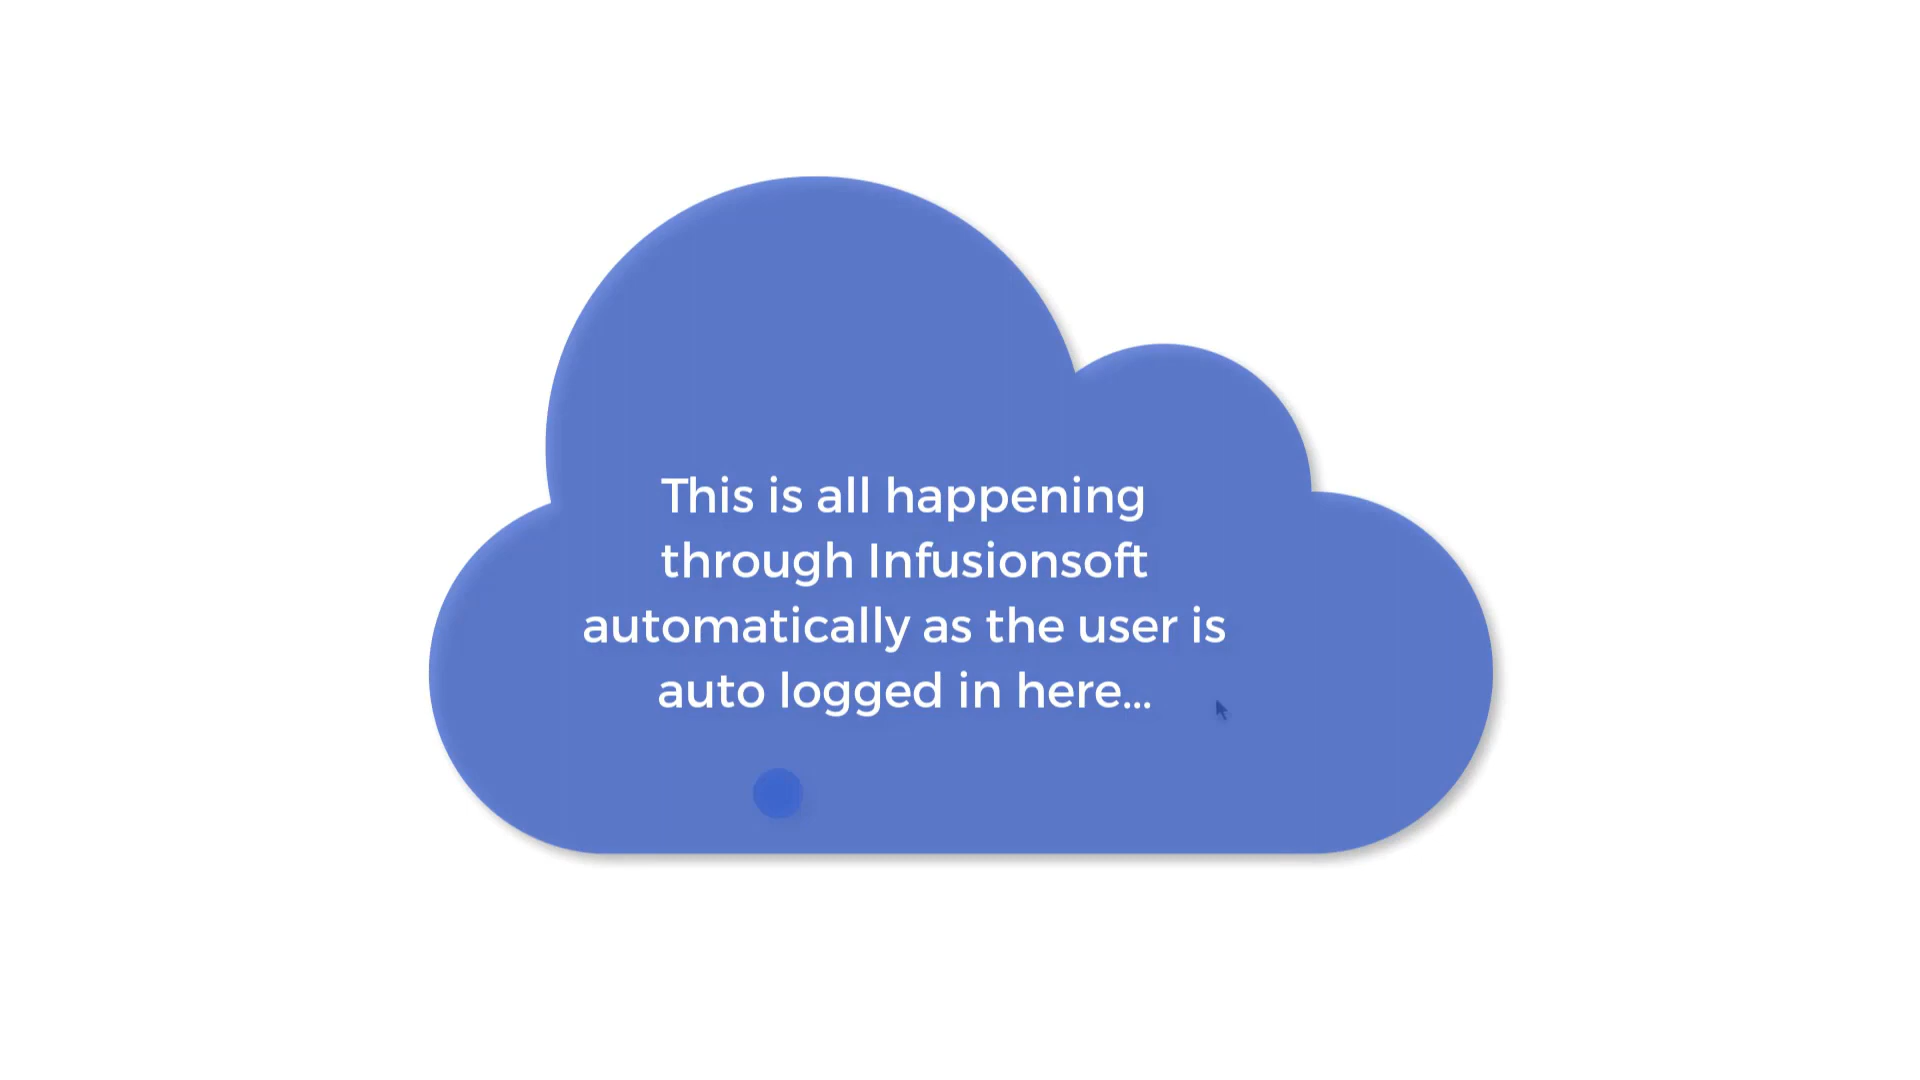 This is all happening
through Infusionsoft
automatically as the user is
auto logged in here...